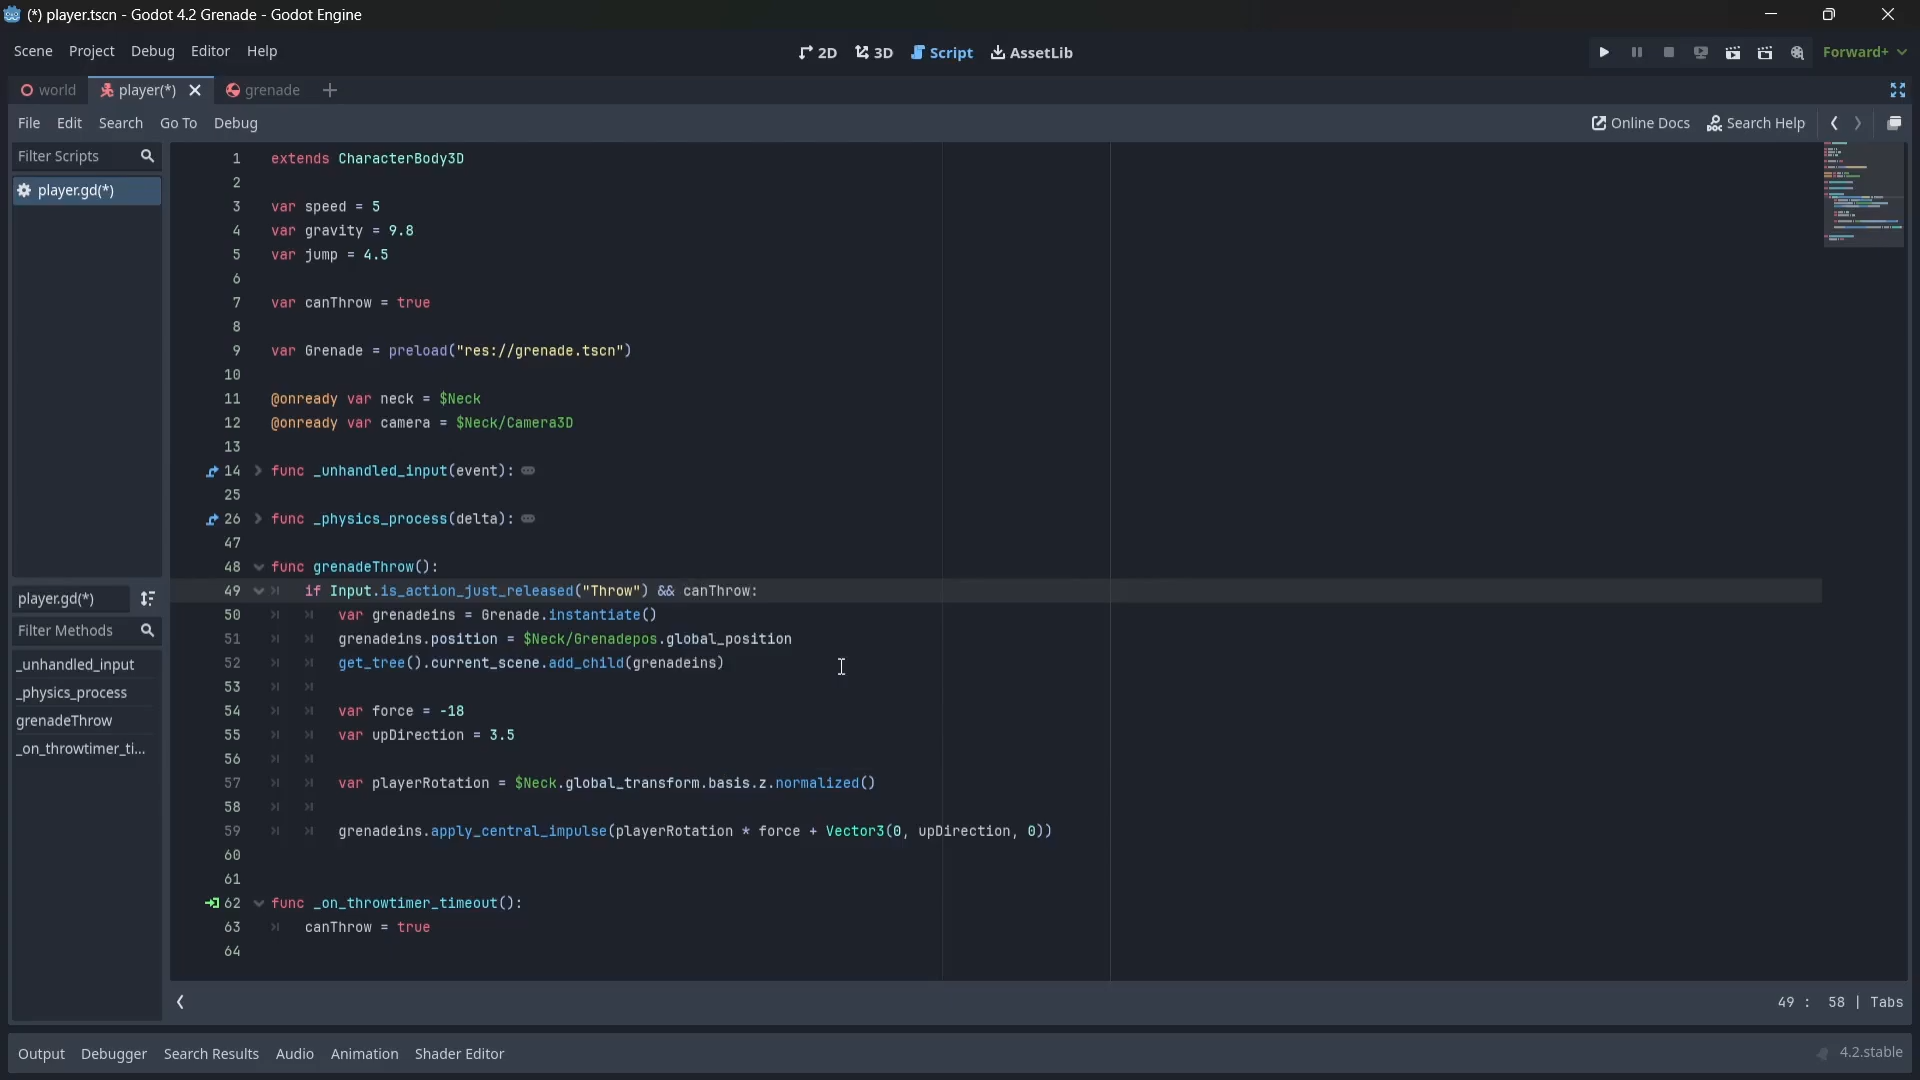 (*) player.tscn - Godot 4.2 Grenade - Godot Engine
Scene Project Debug Editor Help
2D 3D Script AssetLib
Forward+
world player(*) grenade
File Edit Search Go To Debug
Online Docs Search Help
Filter Scripts
player.gd(*)
player.gd(*)
Filter Methods
_unhandled_input
_physics_process
grenadeThrow
_on_throwtimer_ti...
1 extends CharacterBody3D
2
3 var speed = 5
4 var gravity = 9.8
5 var jump = 4.5
6
7 var canThrow = true
8
9 var Grenade = preload("res://grenade.tscn")
10
11 @onready var neck = $Neck
12 @onready var camera = $Neck/Camera3D
13
14 func _unhandled_input(event):
25
26 func _physics_process(delta):
47
48 func grenadeThrow():
49 if Input.is_action_just_released("Throw") && canThrow:
50 var grenadeins = Grenade.instantiate()
51 grenadeins.position = $Neck/Grenadepos.global_position
52 get_tree().current_scene.add_child(grenadeins)
53
54 var force = -18
55 var upDirection = 3.5
56
57 var playerRotation = $Neck.global_transform.basis.z.normalized()
58
59 grenadeins.apply_central_impulse(playerRotation * force + Vector3(0, upDirection, 0))
60
61
62 func _on_throwtimer_timeout():
63 canThrow = true
64
49 : 58 | Tabs
Output Debugger Search Results Audio Animation Shader Editor
4.2.stable